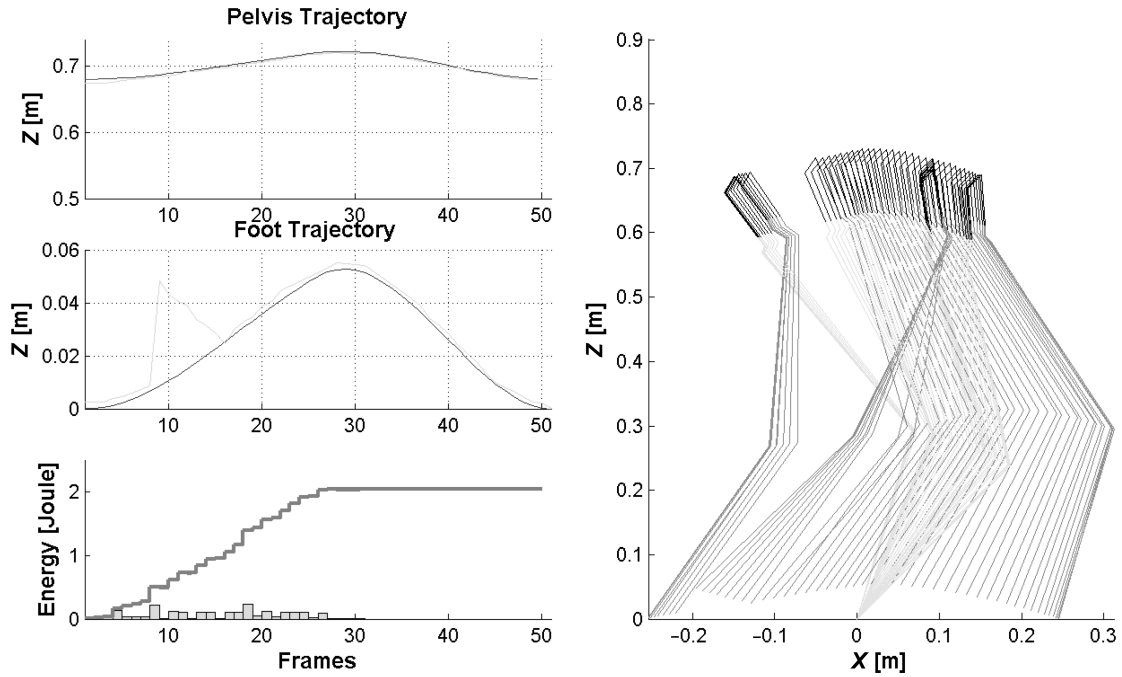 Pelvis Trajectory
Z [m]
0.7
0.6
0.5
10 20 30 40 50
Foot Trajectory
Z [m]
0.06
0.04
0.02
0
10 20 30 40 50
Energy [Joule]
2
1
0
10 20 30 40 50
Frames
Z [m]
0.9
0.8
0.7
0.6
0.5
0.4
0.3
0.2
0.1
0
−0.2 −0.1 0 0.1 0.2 0.3
X [m]